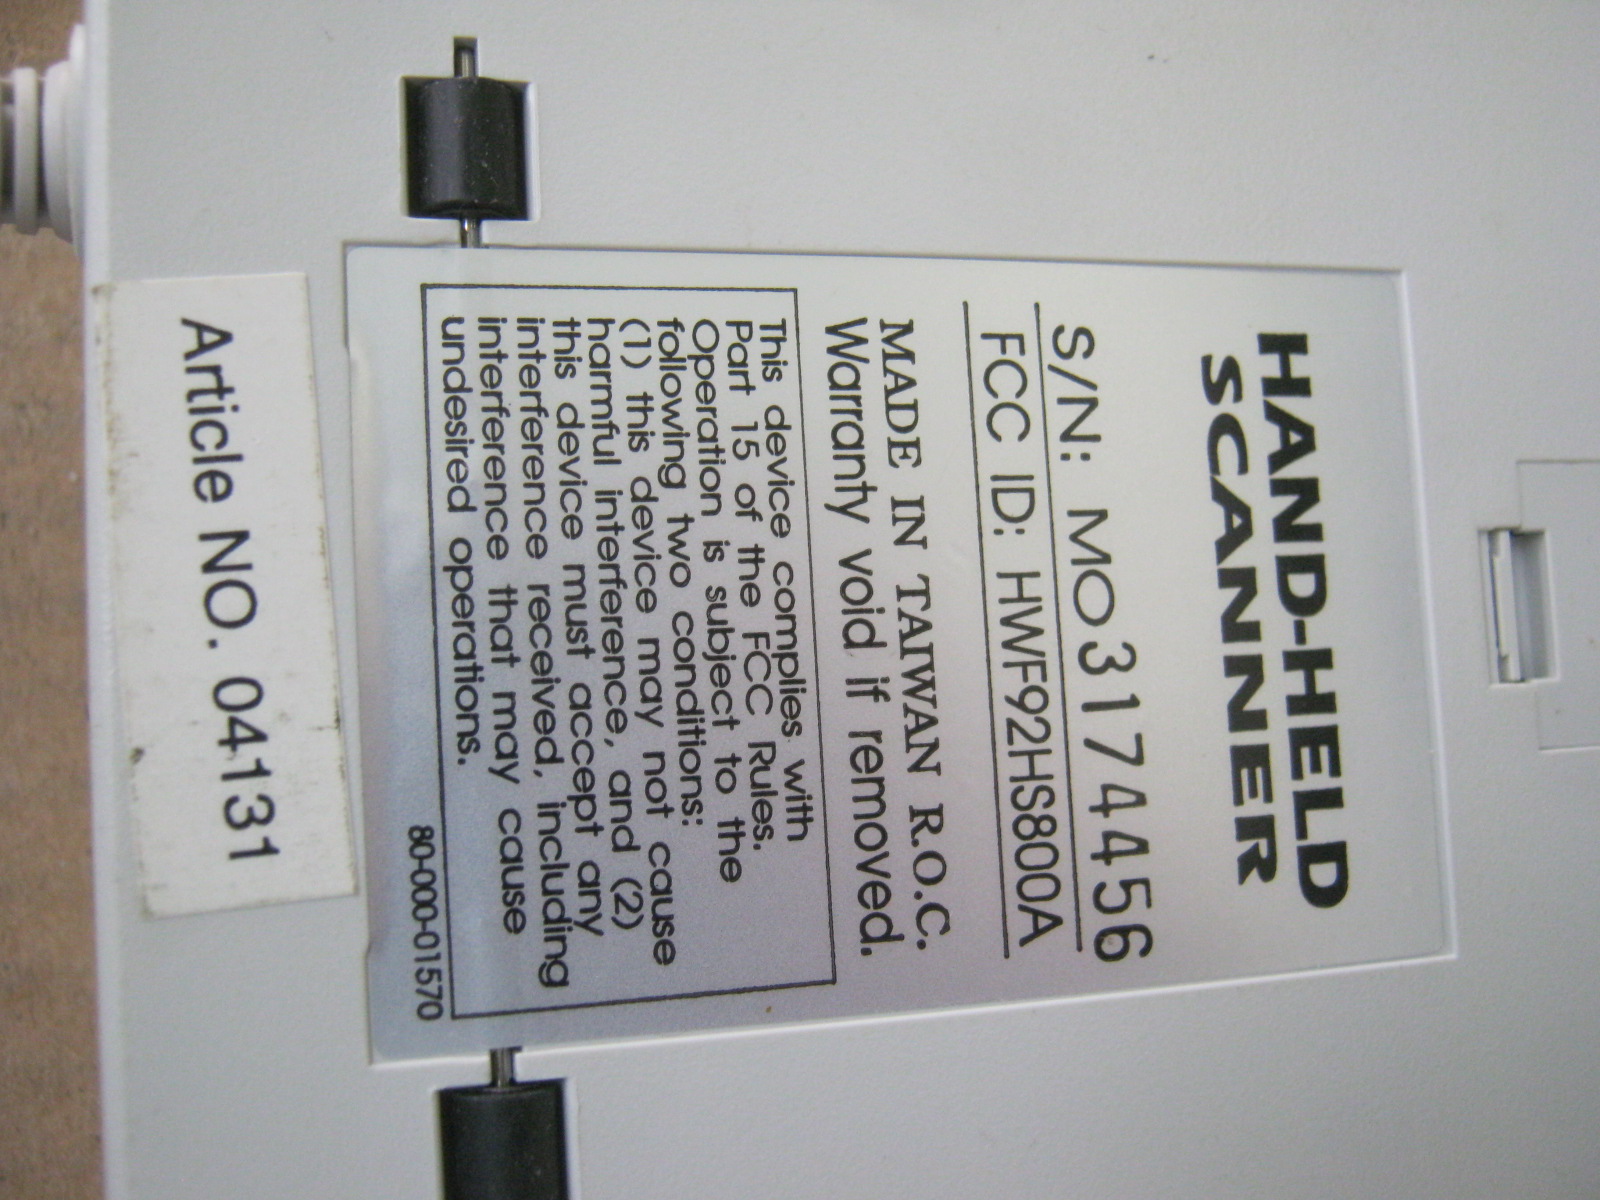 HAND-HELD
SCANNER
S/N: MO3174456
FCC ID: HWF92HS800A
MADE IN TAIWAN R.O.C.
Warranty void if removed.
This device complies with
Part 15 of the FCC Rules.
Operation is subject to the
following two conditions:
(1) this device may not cause
harmful interference, and (2)
this device must accept any
interference received, including
interference that may cause
undesired operations.
80-000-01570
Article NO. 04131